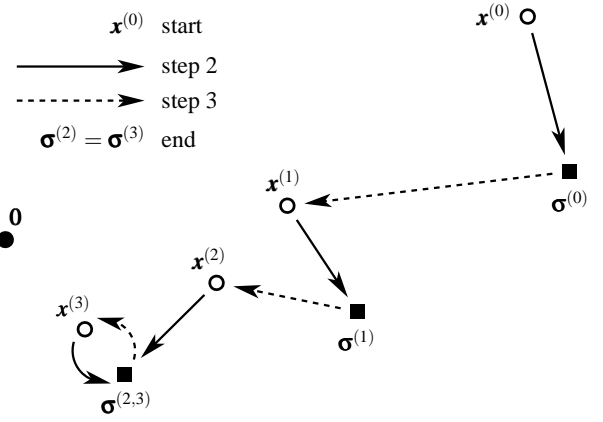 𝒙⁽⁰⁾ start
step 2
step 3
σ⁽²⁾ = σ⁽³⁾ end
𝒙⁽⁰⁾
σ⁽⁰⁾
𝒙⁽¹⁾
0
𝒙⁽²⁾
𝒙⁽³⁾
σ⁽¹⁾
σ⁽²,³⁾